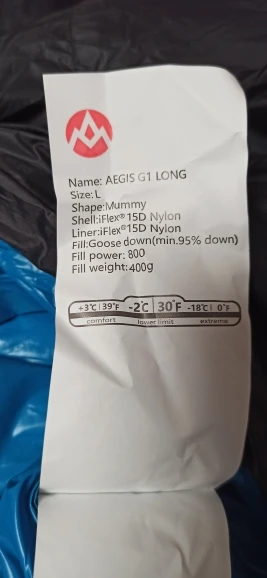 Name: AEGIS G1 LONG
Size:L
Shape:Mummy
Shell:iFlex®15D Nylon
Liner:iFlex®15D Nylon
Fill:Goose down(min.95% down)
Fill power: 800
Fill weight:400g
+3℃|39°F -2℃|30°F -18℃|0°F
comfort lower limit extreme